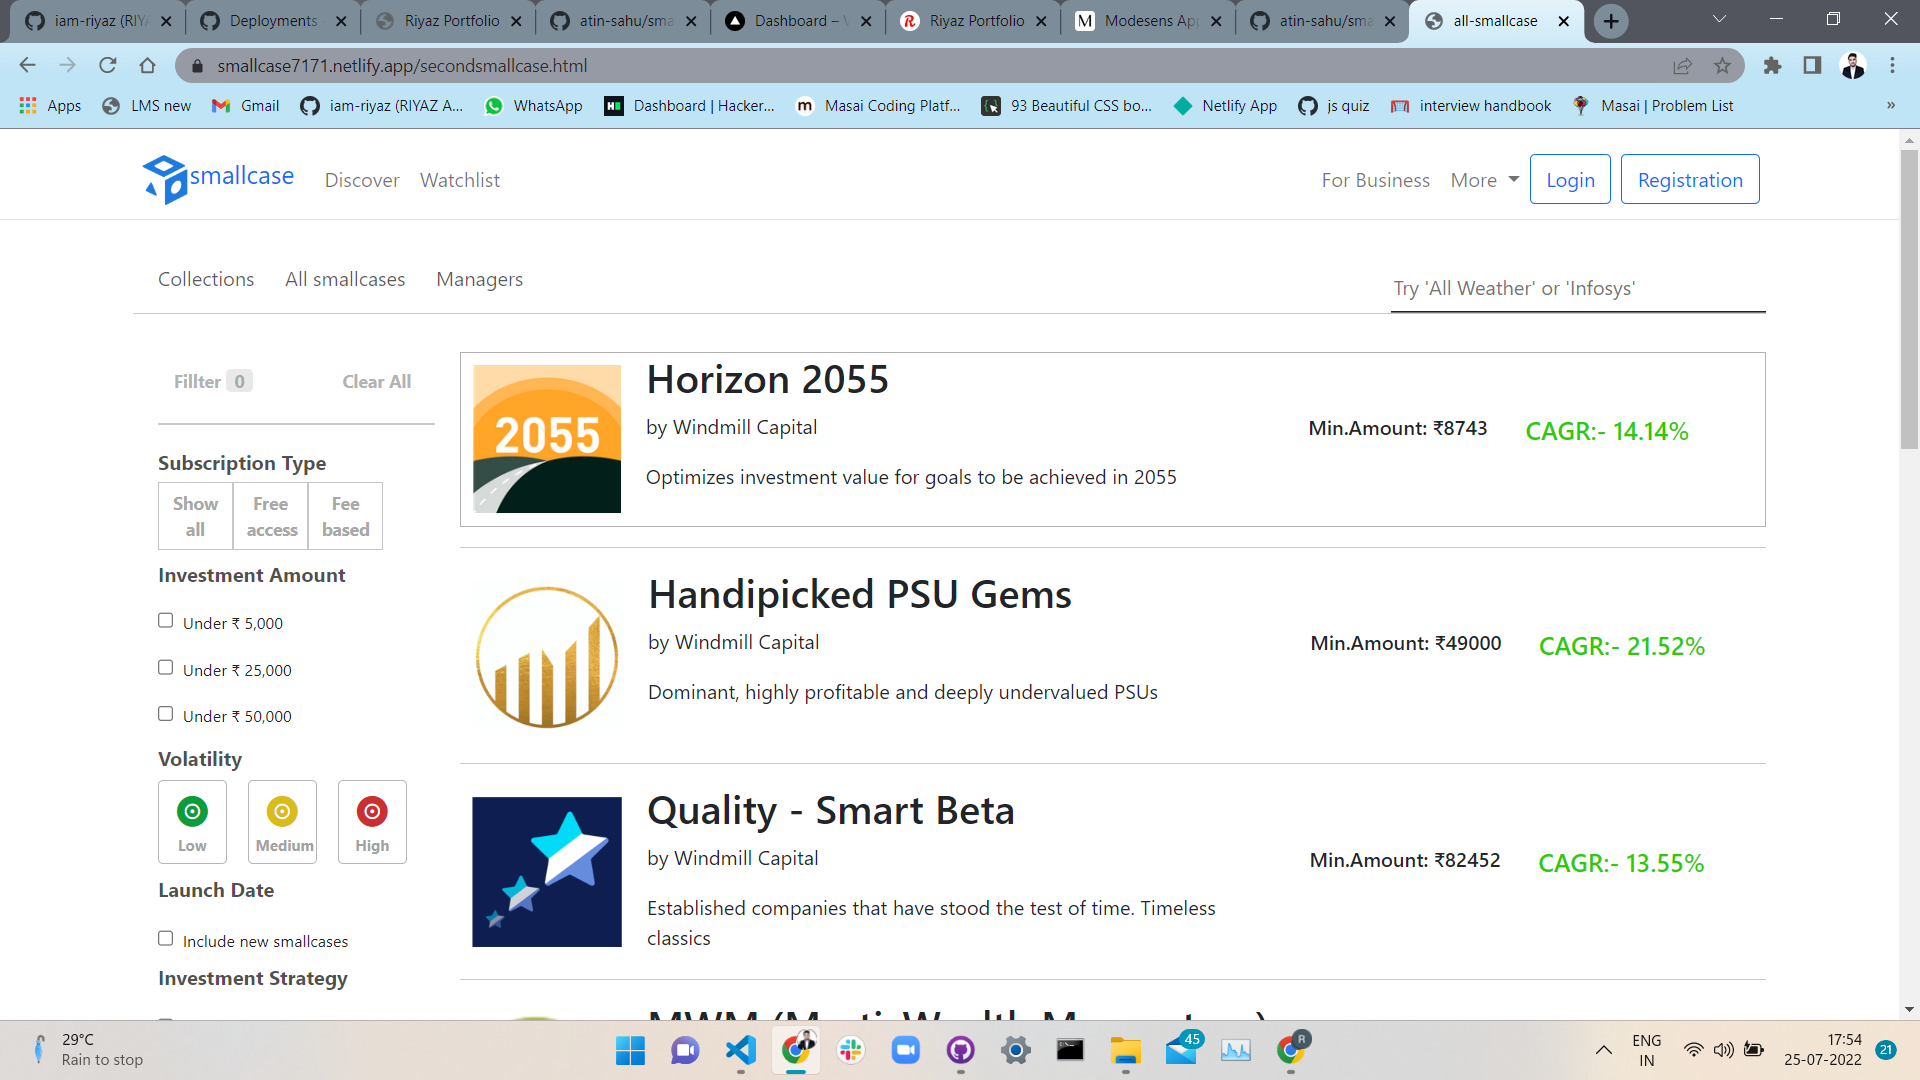 iam-riyaz (RIY
Deployments
Riyaz Portfolio
atin-sahu/sma
Dashboard – V
Riyaz Portfolio
Modesens App
atin-sahu/sma
all-smallcase
smallcase7171.netlify.app/secondsmallcase.html
Apps
LMS new
Gmail
iam-riyaz (RIYAZ A...
WhatsApp
Dashboard | Hacker...
Masai Coding Platf...
93 Beautiful CSS bo...
Netlify App
js quiz
interview handbook
Masai | Problem List
»
smallcase
Discover
Watchlist
For Business
More
Login
Registration
Collections
All smallcases
Managers
Try 'All Weather' or 'Infosys'
Fillter 0
Clear All
Subscription Type
Show all
Free access
Fee based
Investment Amount
Under ₹ 5,000
Under ₹ 25,000
Under ₹ 50,000
Volatility
Low
Medium
High
Launch Date
Include new smallcases
Investment Strategy
2055
Horizon 2055
by Windmill Capital
Optimizes investment value for goals to be achieved in 2055
Min.Amount: ₹8743
CAGR:- 14.14%
Handipicked PSU Gems
by Windmill Capital
Dominant, highly profitable and deeply undervalued PSUs
Min.Amount: ₹49000
CAGR:- 21.52%
Quality - Smart Beta
by Windmill Capital
Established companies that have stood the test of time. Timeless
classics
Min.Amount: ₹82452
CAGR:- 13.55%
29°C
Rain to stop
45
R
ENG
IN
17:54
25-07-2022
21